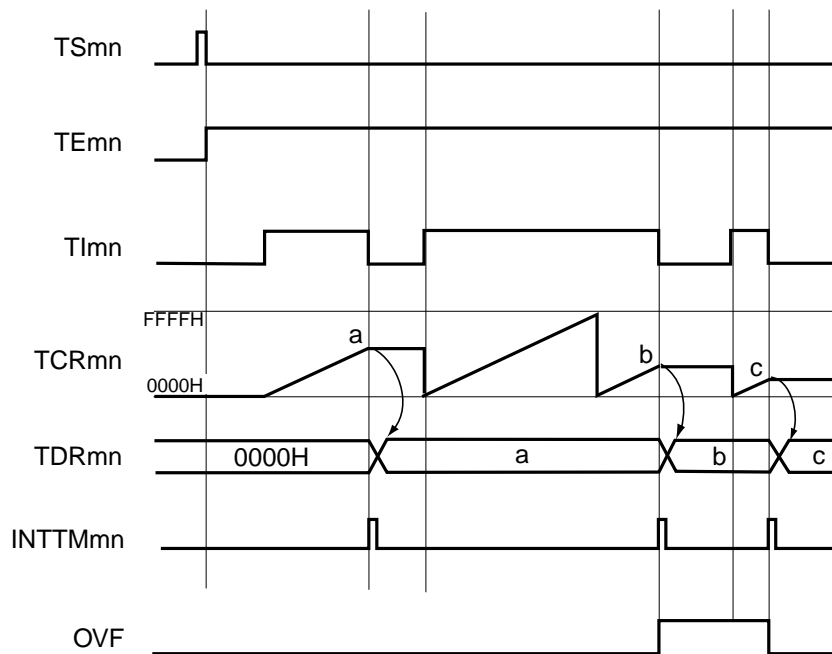 TSmn
TEmn
TImn
FFFFH
a
b
c
TCRmn
0000H
TDRmn
0000H
a
b
c
INTTMmn
OVF